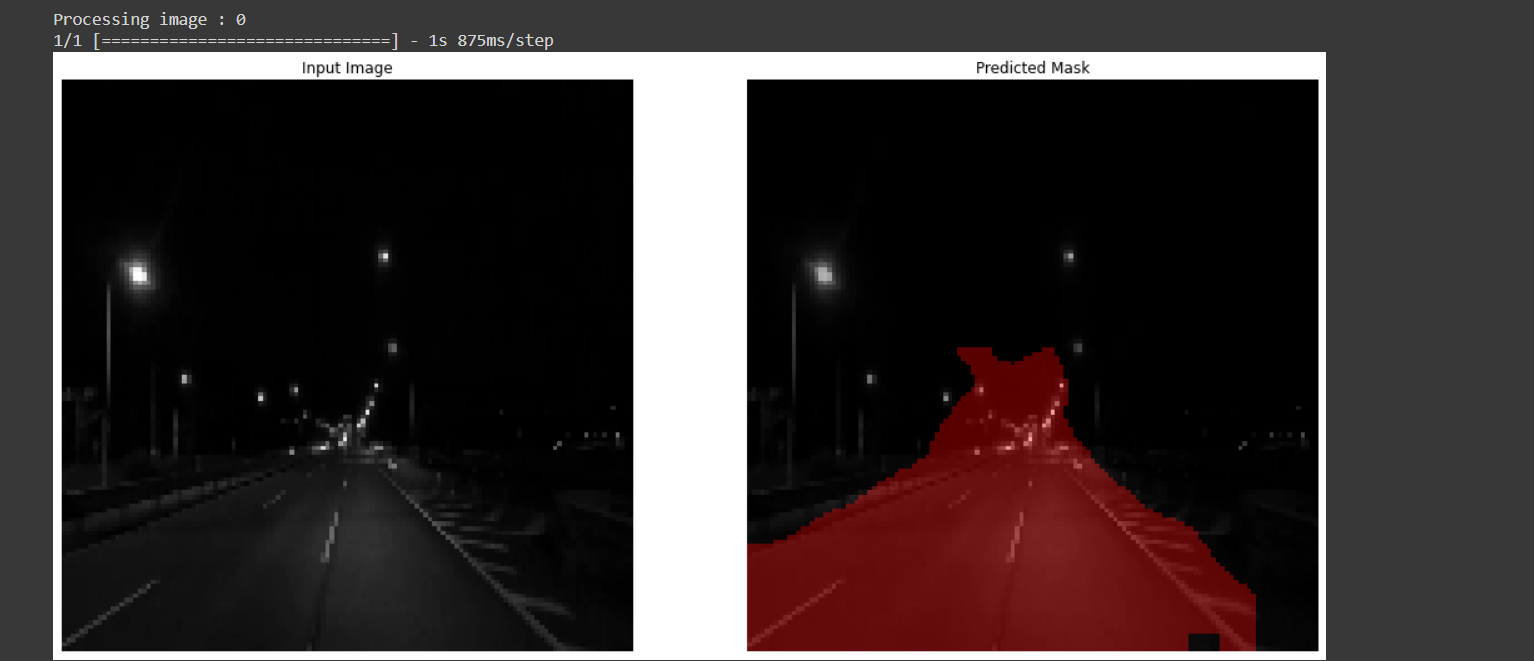 Processing image : 0
1/1 [==============================] - 1s 875ms/step
Input Image
Predicted Mask